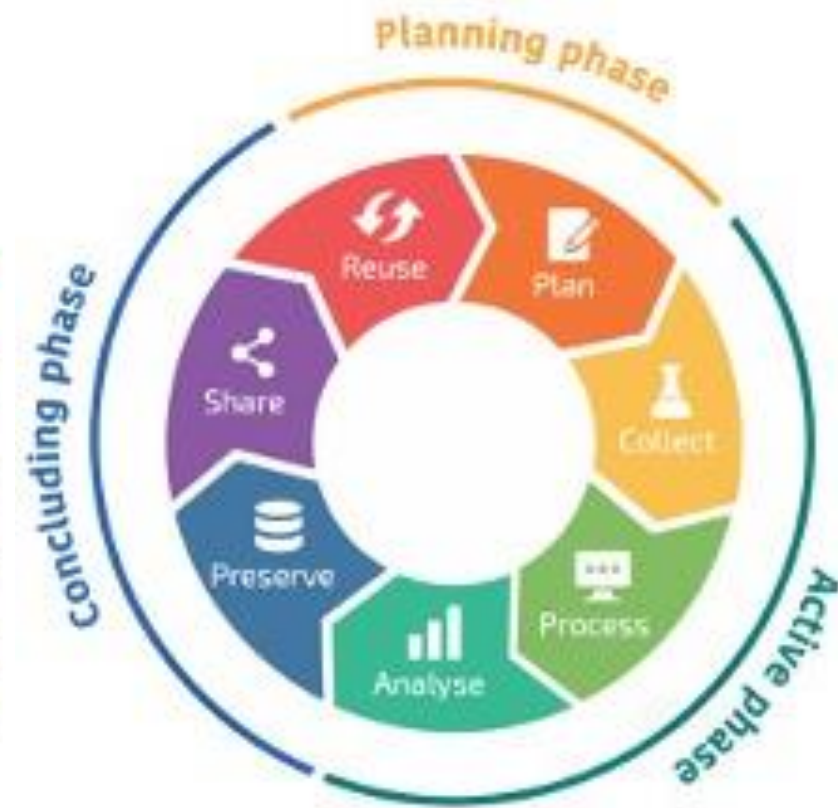 Planning phase
Reuse
Plan
Share
Collect
Concluding phase
Preserve
Process
Analyse
Active phase